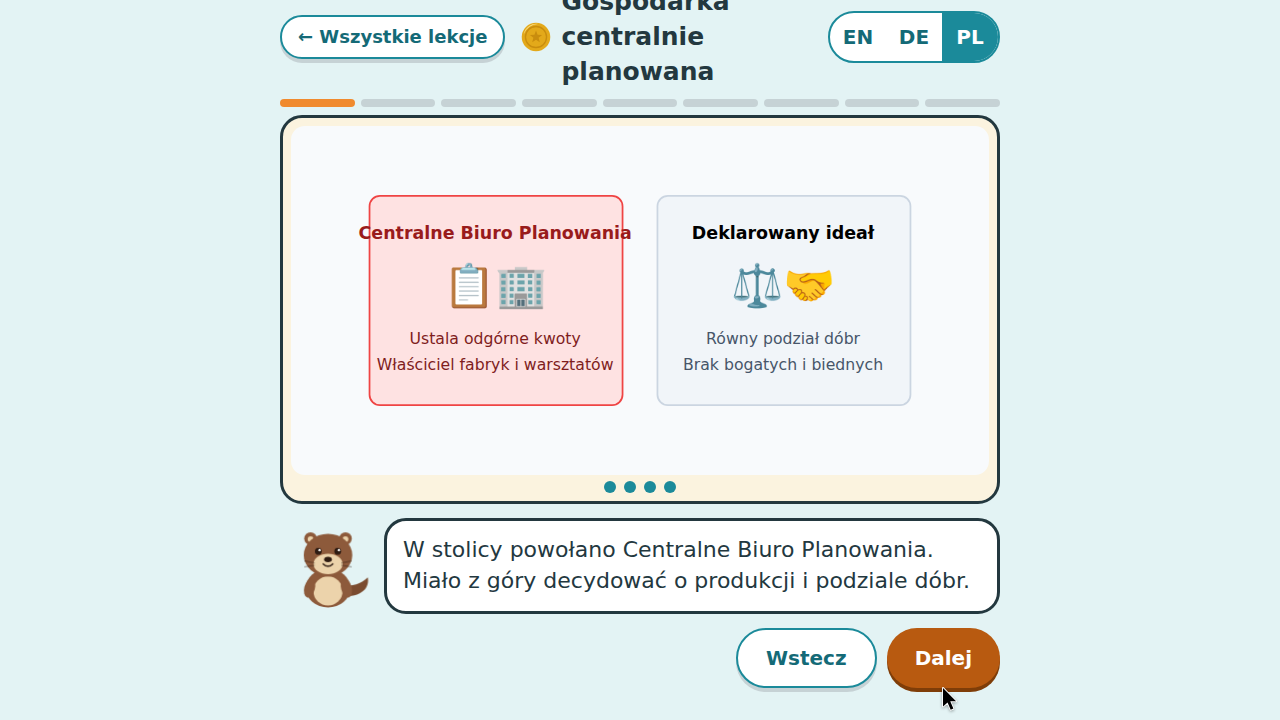 ← Wszystkie lekcje
Gospodarka
centralnie
planowana
EN DE PL
Centralne Biuro Planowania
Ustala odgórne kwoty
Właściciel fabryk i warsztatów
Deklarowany ideał
Równy podział dóbr
Brak bogatych i biednych
W stolicy powołano Centralne Biuro Planowania.
Miało z góry decydować o produkcji i podziale dóbr.
Wstecz
Dalej